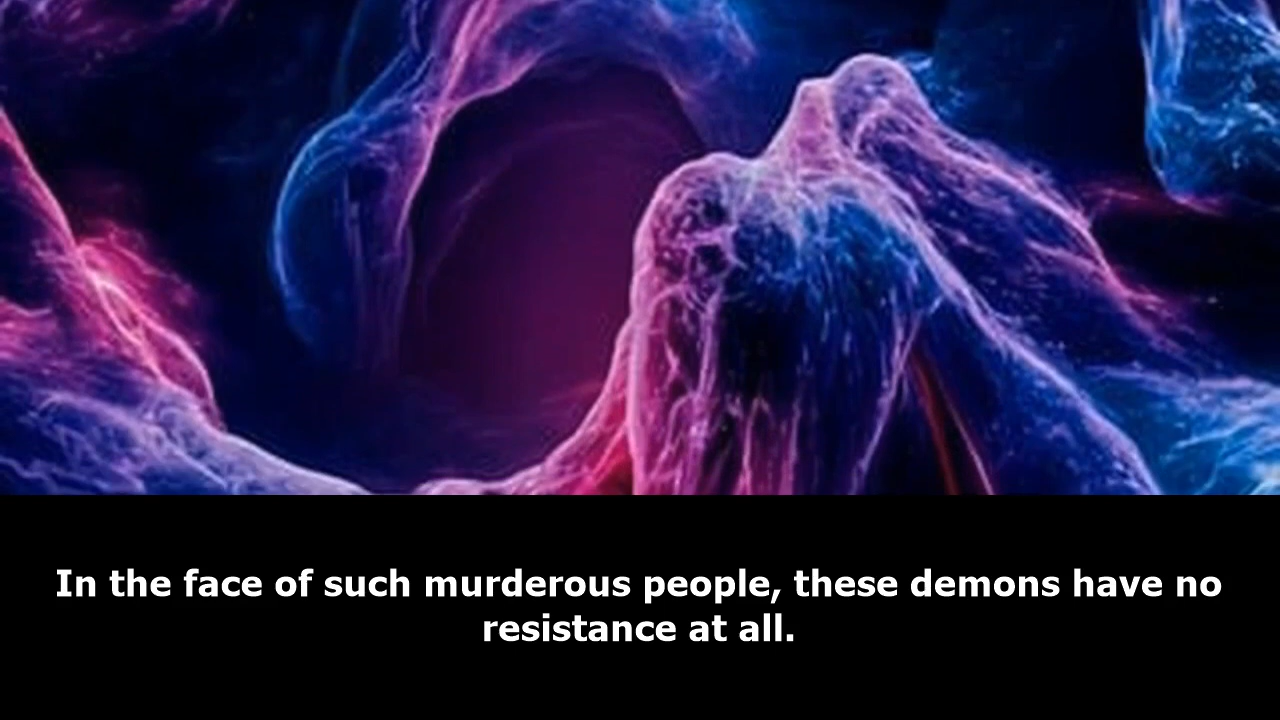 In the face of such murderous people, these demons have no
resistance at all.